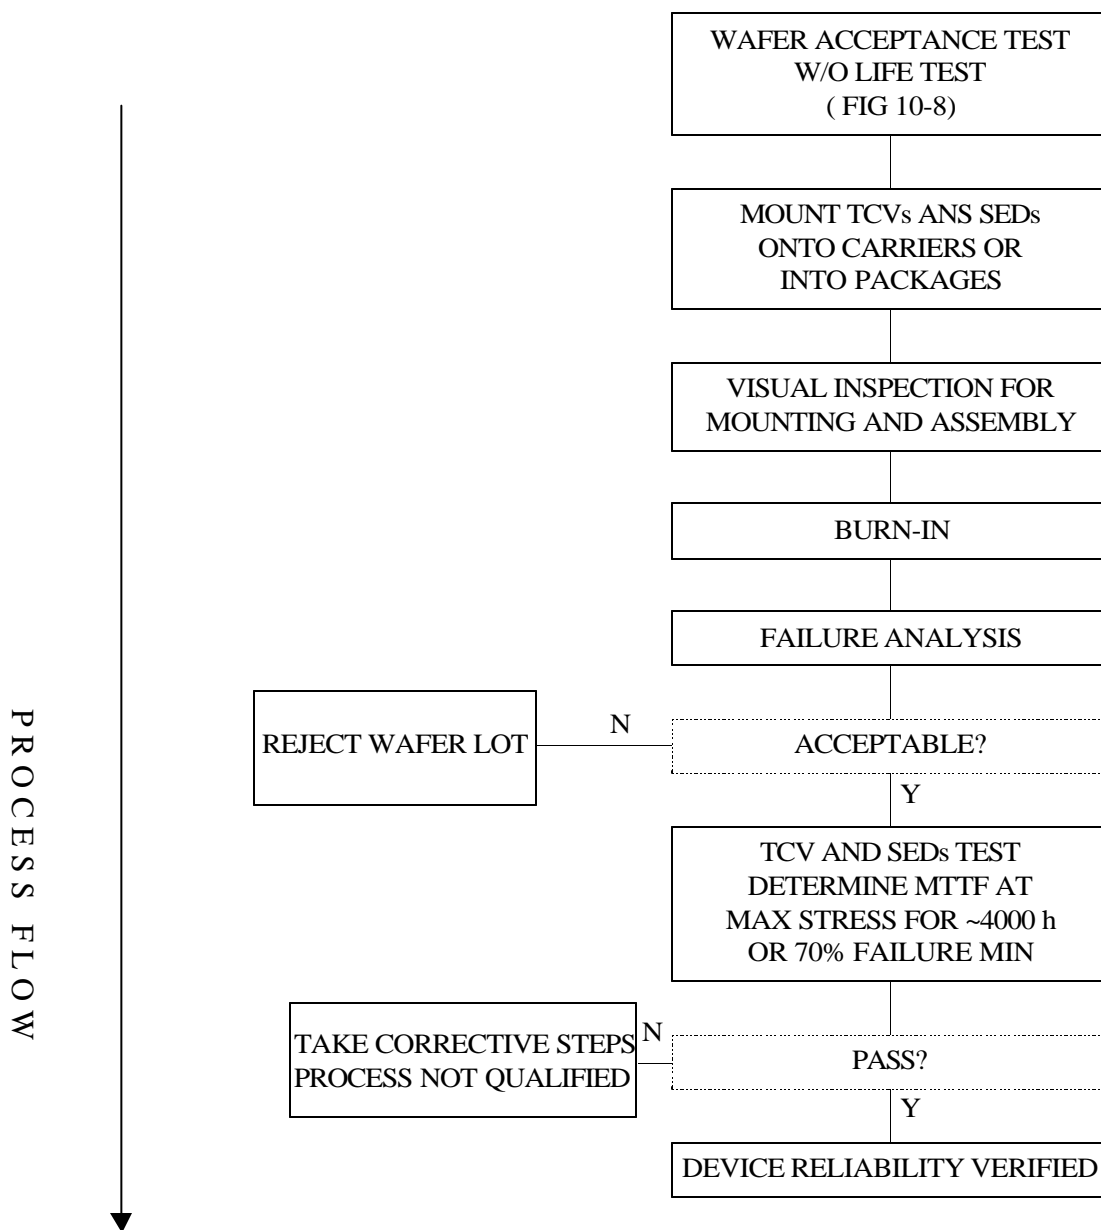 WAFER ACCEPTANCE TEST
W/O LIFE TEST
( FIG 10-8)
MOUNT TCVs ANS SEDs
ONTO CARRIERS OR
INTO PACKAGES
VISUAL INSPECTION FOR
MOUNTING AND ASSEMBLY
BURN-IN
FAILURE ANALYSIS
REJECT WAFER LOT
N
ACCEPTABLE?
Y
TCV AND SEDs TEST
DETERMINE MTTF AT
MAX STRESS FOR ~4000 h
OR 70% FAILURE MIN
TAKE CORRECTIVE STEPS
PROCESS NOT QUALIFIED
N
PASS?
Y
DEVICE RELIABILITY VERIFIED
PROCESS FLOW